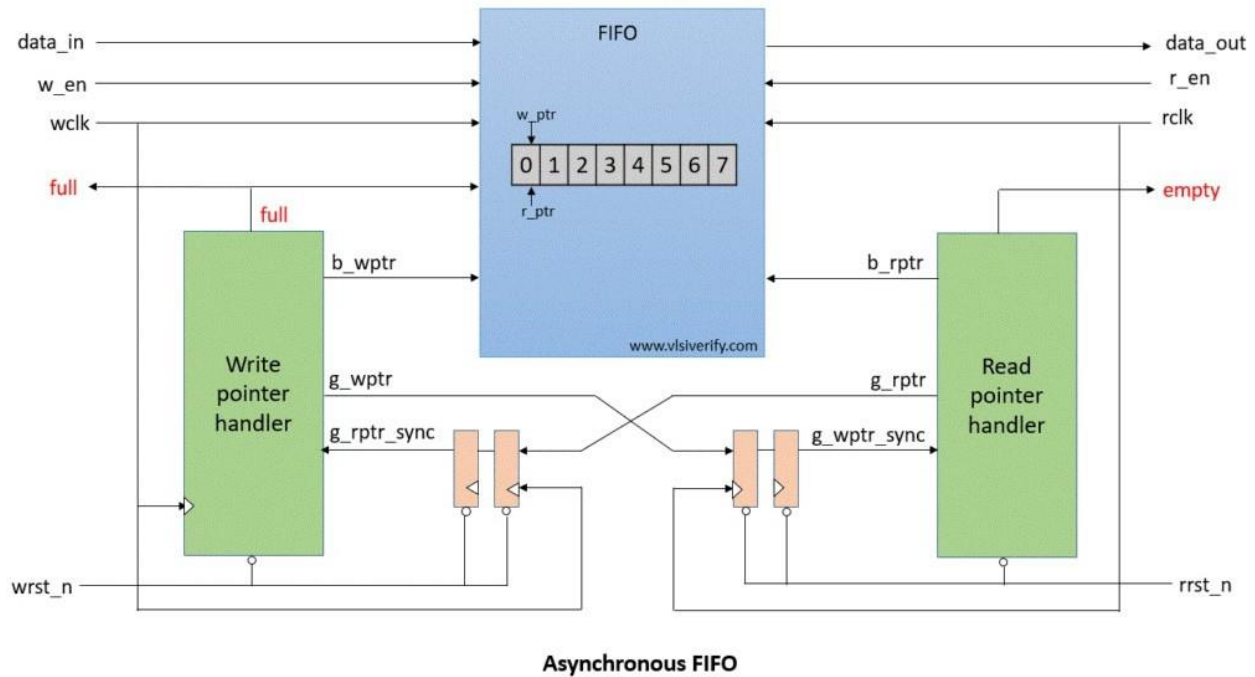 FIFO
data_in
data_out
w_en
r_en
wclk
rclk
w_ptr
0 1 2 3 4 5 6 7
r_ptr
full
full
empty
b_wptr
b_rptr
www.vlsiverify.com
Write
pointer
handler
Read
pointer
handler
g_wptr
g_rptr
g_rptr_sync
g_wptr_sync
wrst_n
rrst_n
Asynchronous FIFO